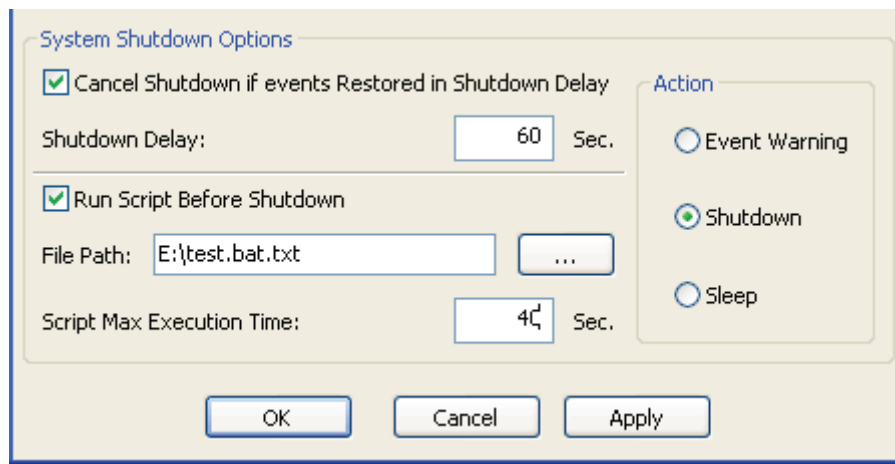 System Shutdown Options
Cancel Shutdown if events Restored in Shutdown Delay
Shutdown Delay: 60 Sec.
Run Script Before Shutdown
File Path: E:\test.bat.txt ...
Script Max Execution Time: 40 Sec.
Action
Event Warning
Shutdown
Sleep
OK Cancel Apply